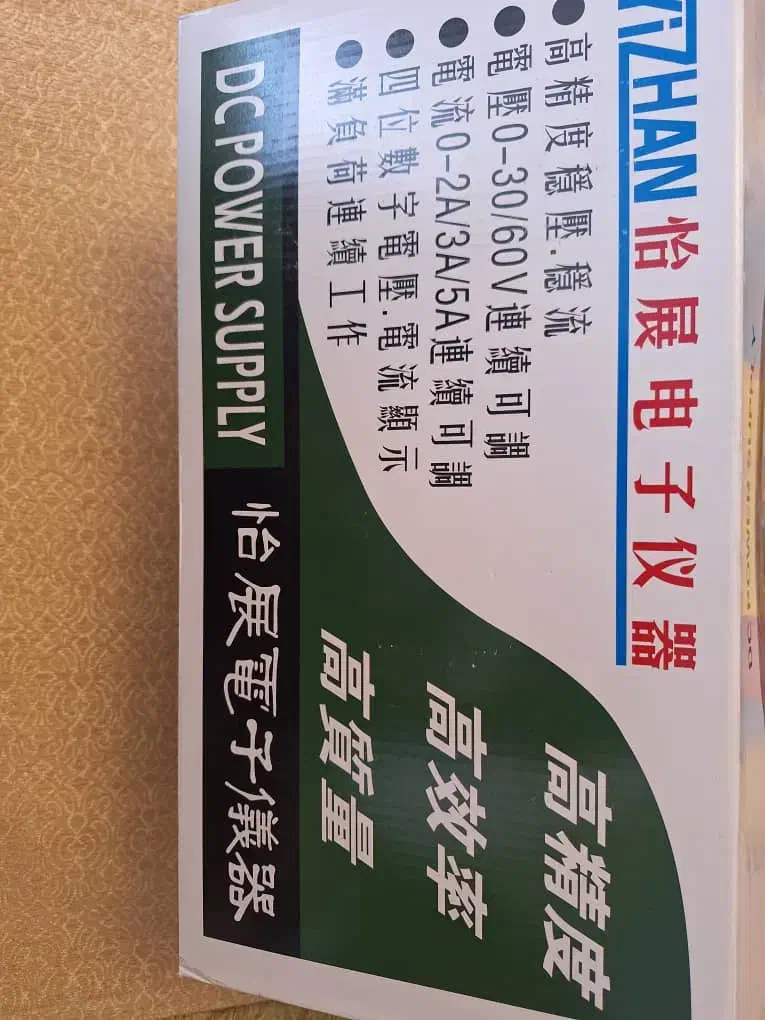 YIZHAN 怡展电子仪器
● 高精度穩壓.穩流
● 電壓0-30/60V連續可調
● 電流0-2A/3A/5A連續可調
● 四位數字電壓.電流顯示
● 滿負荷連續工作
高精度
高效率
高質量
DC POWER SUPPLY 怡展電子儀器